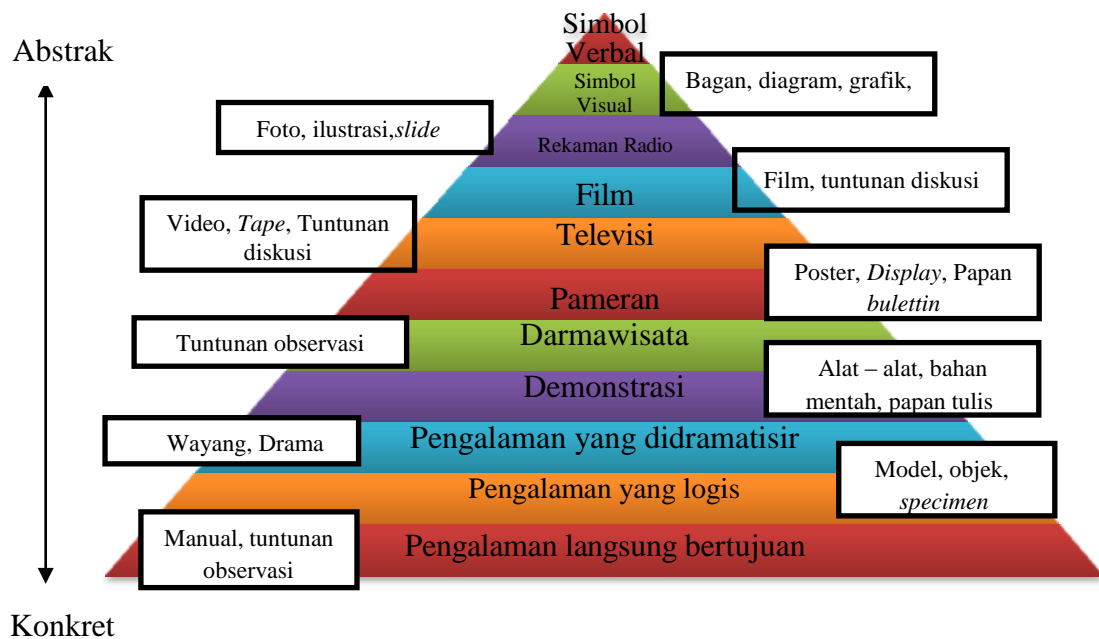 Abstrak
Simbol
Verbal
Simbol
Visual
Bagan, diagram, grafik,
Foto, ilustrasi,slide
Rekaman Radio
Film
Film, tuntunan diskusi
Video, Tape, Tuntunan
diskusi
Televisi
Pameran
Poster, Display, Papan
bulettin
Tuntunan observasi
Darmawisata
Demonstrasi
Alat – alat, bahan
mentah, papan tulis
Wayang, Drama
Pengalaman yang didramatisir
Pengalaman yang logis
Model, objek,
specimen
Manual, tuntunan
observasi
Pengalaman langsung bertujuan
Konkret